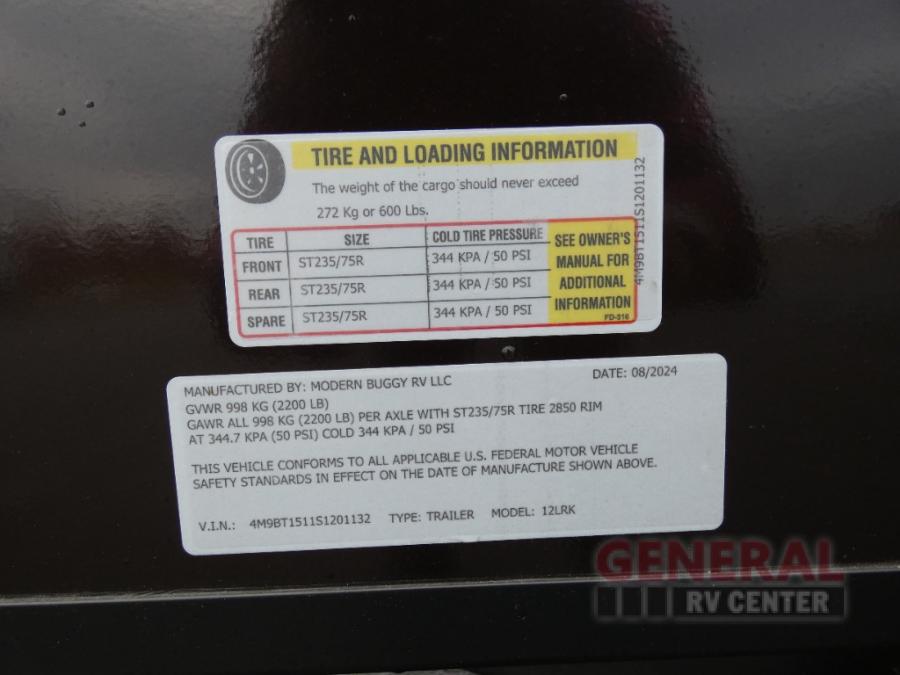 TIRE AND LOADING INFORMATION
The weight of the cargo should never exceed
272 Kg or 600 Lbs.
TIRE SIZE COLD TIRE PRESSURE
FRONT ST235/75R 344 KPA / 50 PSI
REAR ST235/75R 344 KPA / 50 PSI
SPARE ST235/75R 344 KPA / 50 PSI
SEE OWNER'S
MANUAL FOR
ADDITIONAL
INFORMATION
FD-316
4M9BT1511S1201132
MANUFACTURED BY: MODERN BUGGY RV LLC DATE: 08/2024
GVWR 998 KG (2200 LB)
GAWR ALL 998 KG (2200 LB) PER AXLE WITH ST235/75R TIRE 2850 RIM
AT 344.7 KPA (50 PSI) COLD 344 KPA / 50 PSI
THIS VEHICLE CONFORMS TO ALL APPLICABLE U.S. FEDERAL MOTOR VEHICLE
SAFETY STANDARDS IN EFFECT ON THE DATE OF MANUFACTURE SHOWN ABOVE.
V.I.N.: 4M9BT1511S1201132 TYPE: TRAILER MODEL: 12LRK
GENERAL
RV CENTER